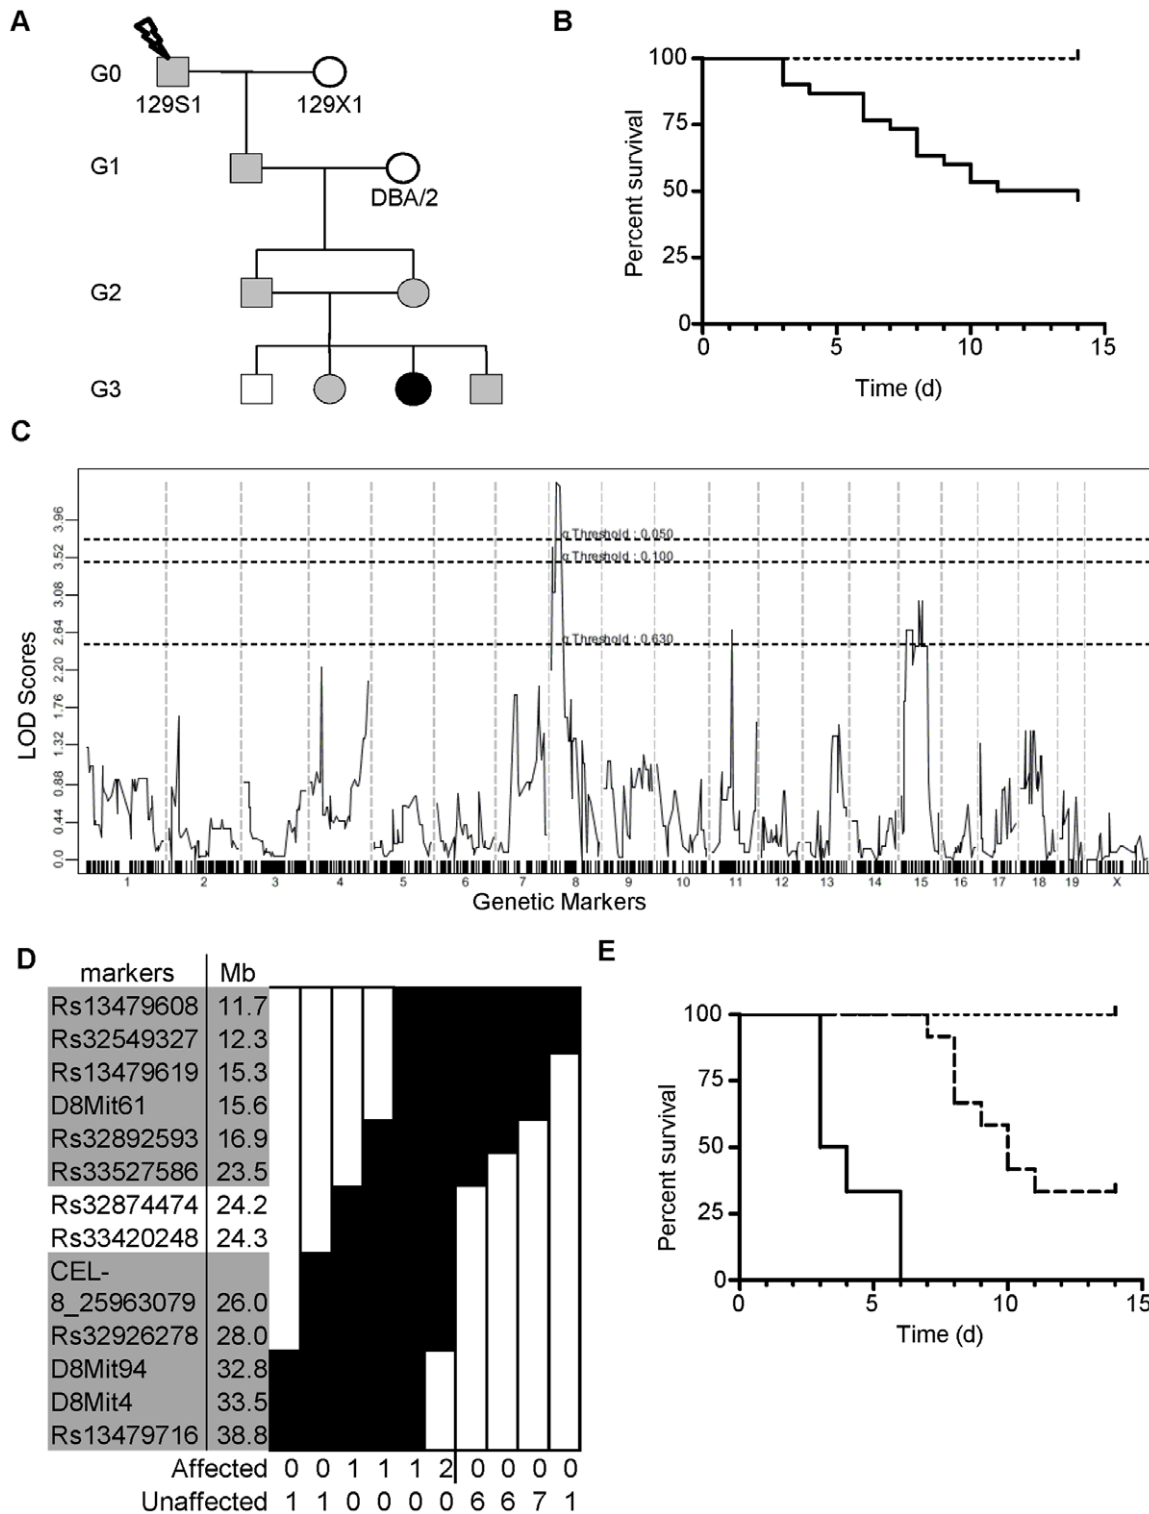 A
G0
129S1
129X1
G1
DBA/2
G2
G3
B
100
75
50
25
0
Percent survival
0 5 10 15
Time (d)
C
LOD Scores
3.96
3.52
3.08
2.64
2.20
1.76
1.32
0.88
0.44
0.0
α Threshold : 0.050
α Threshold : 0.100
α Threshold : 0.630
1 2 3 4 5 6 7 8 9 10 11 12 13 14 15 16 17 18 19 X
Genetic Markers
D
markers Mb
Rs13479608 11.7
Rs32549327 12.3
Rs13479619 15.3
D8Mit61 15.6
Rs32892593 16.9
Rs33527586 23.5
Rs32874474 24.2
Rs33420248 24.3
CEL-
8_25963079 26.0
Rs32926278 28.0
D8Mit94 32.8
D8Mit4 33.5
Rs13479716 38.8
Affected 0 0 1 1 1 2 0 0 0 0
Unaffected 1 1 0 0 0 0 6 6 7 1
E
100
75
50
25
0
Percent survival
0 5 10 15
Time (d)